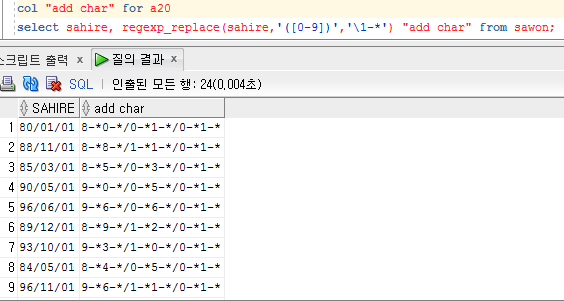 col "add char" for a20
select sahire, regexp_replace(sahire,'([0-9])','\1-*') "add char" from sawon;
스크립트 출력 × 질의 결과 ×
SQL | 인출된 모든 행: 24(0,004초)
SAHIRE add char
1 80/01/01 8-*0-*/0-*1-*/0-*1-*
2 88/11/01 8-*8-*/1-*1-*/0-*1-*
3 85/03/01 8-*5-*/0-*3-*/0-*1-*
4 90/05/01 9-*0-*/0-*5-*/0-*1-*
5 96/06/01 9-*6-*/0-*6-*/0-*1-*
6 89/12/01 8-*9-*/1-*2-*/0-*1-*
7 93/10/01 9-*3-*/1-*0-*/0-*1-*
8 84/05/01 8-*4-*/0-*5-*/0-*1-*
9 96/11/01 9-*6-*/1-*1-*/0-*1-*